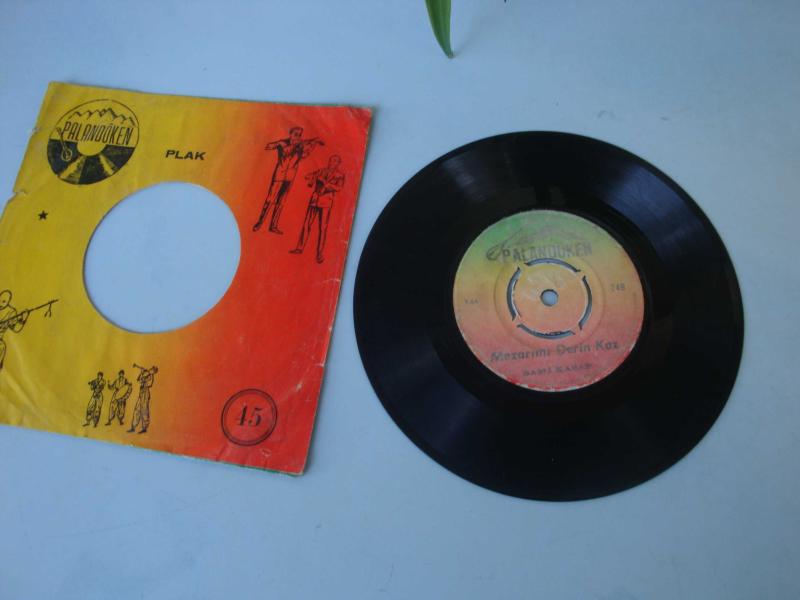 PALANDÖKEN
PLAK
45
PALANDÖKEN
Mezarımı Derin Kaz